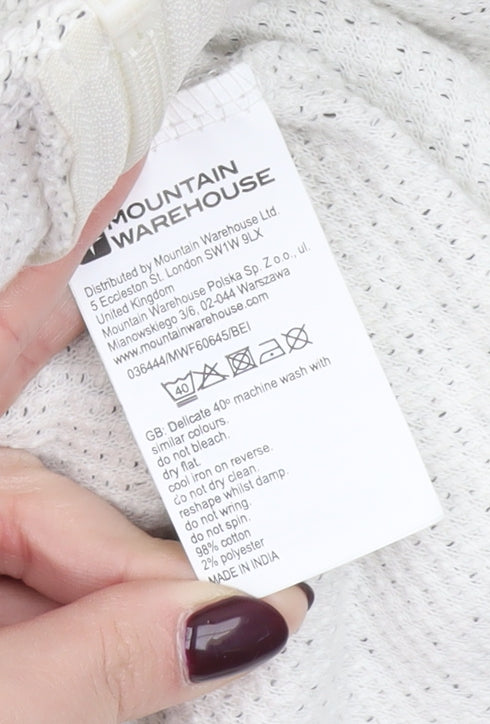 MOUNTAIN
WAREHOUSE
Distributed by Mountain Warehouse Ltd.
5 Eccleston St. London SW1W 9LX
United Kingdom
Mountain Warehouse Polska Sp. Z o.o., ul.
Mianowskiego 3/6, 02-044 Warszawa
www.mountainwarehouse.com
036444/MWF60645/BEI
40
GB: Delicate 40° machine wash with
similar colours.
do not bleach.
dry flat.
cool iron on reverse.
do not dry clean.
reshape whilst damp.
do not wring.
do not spin.
98% cotton
2% polyester
MADE IN INDIA